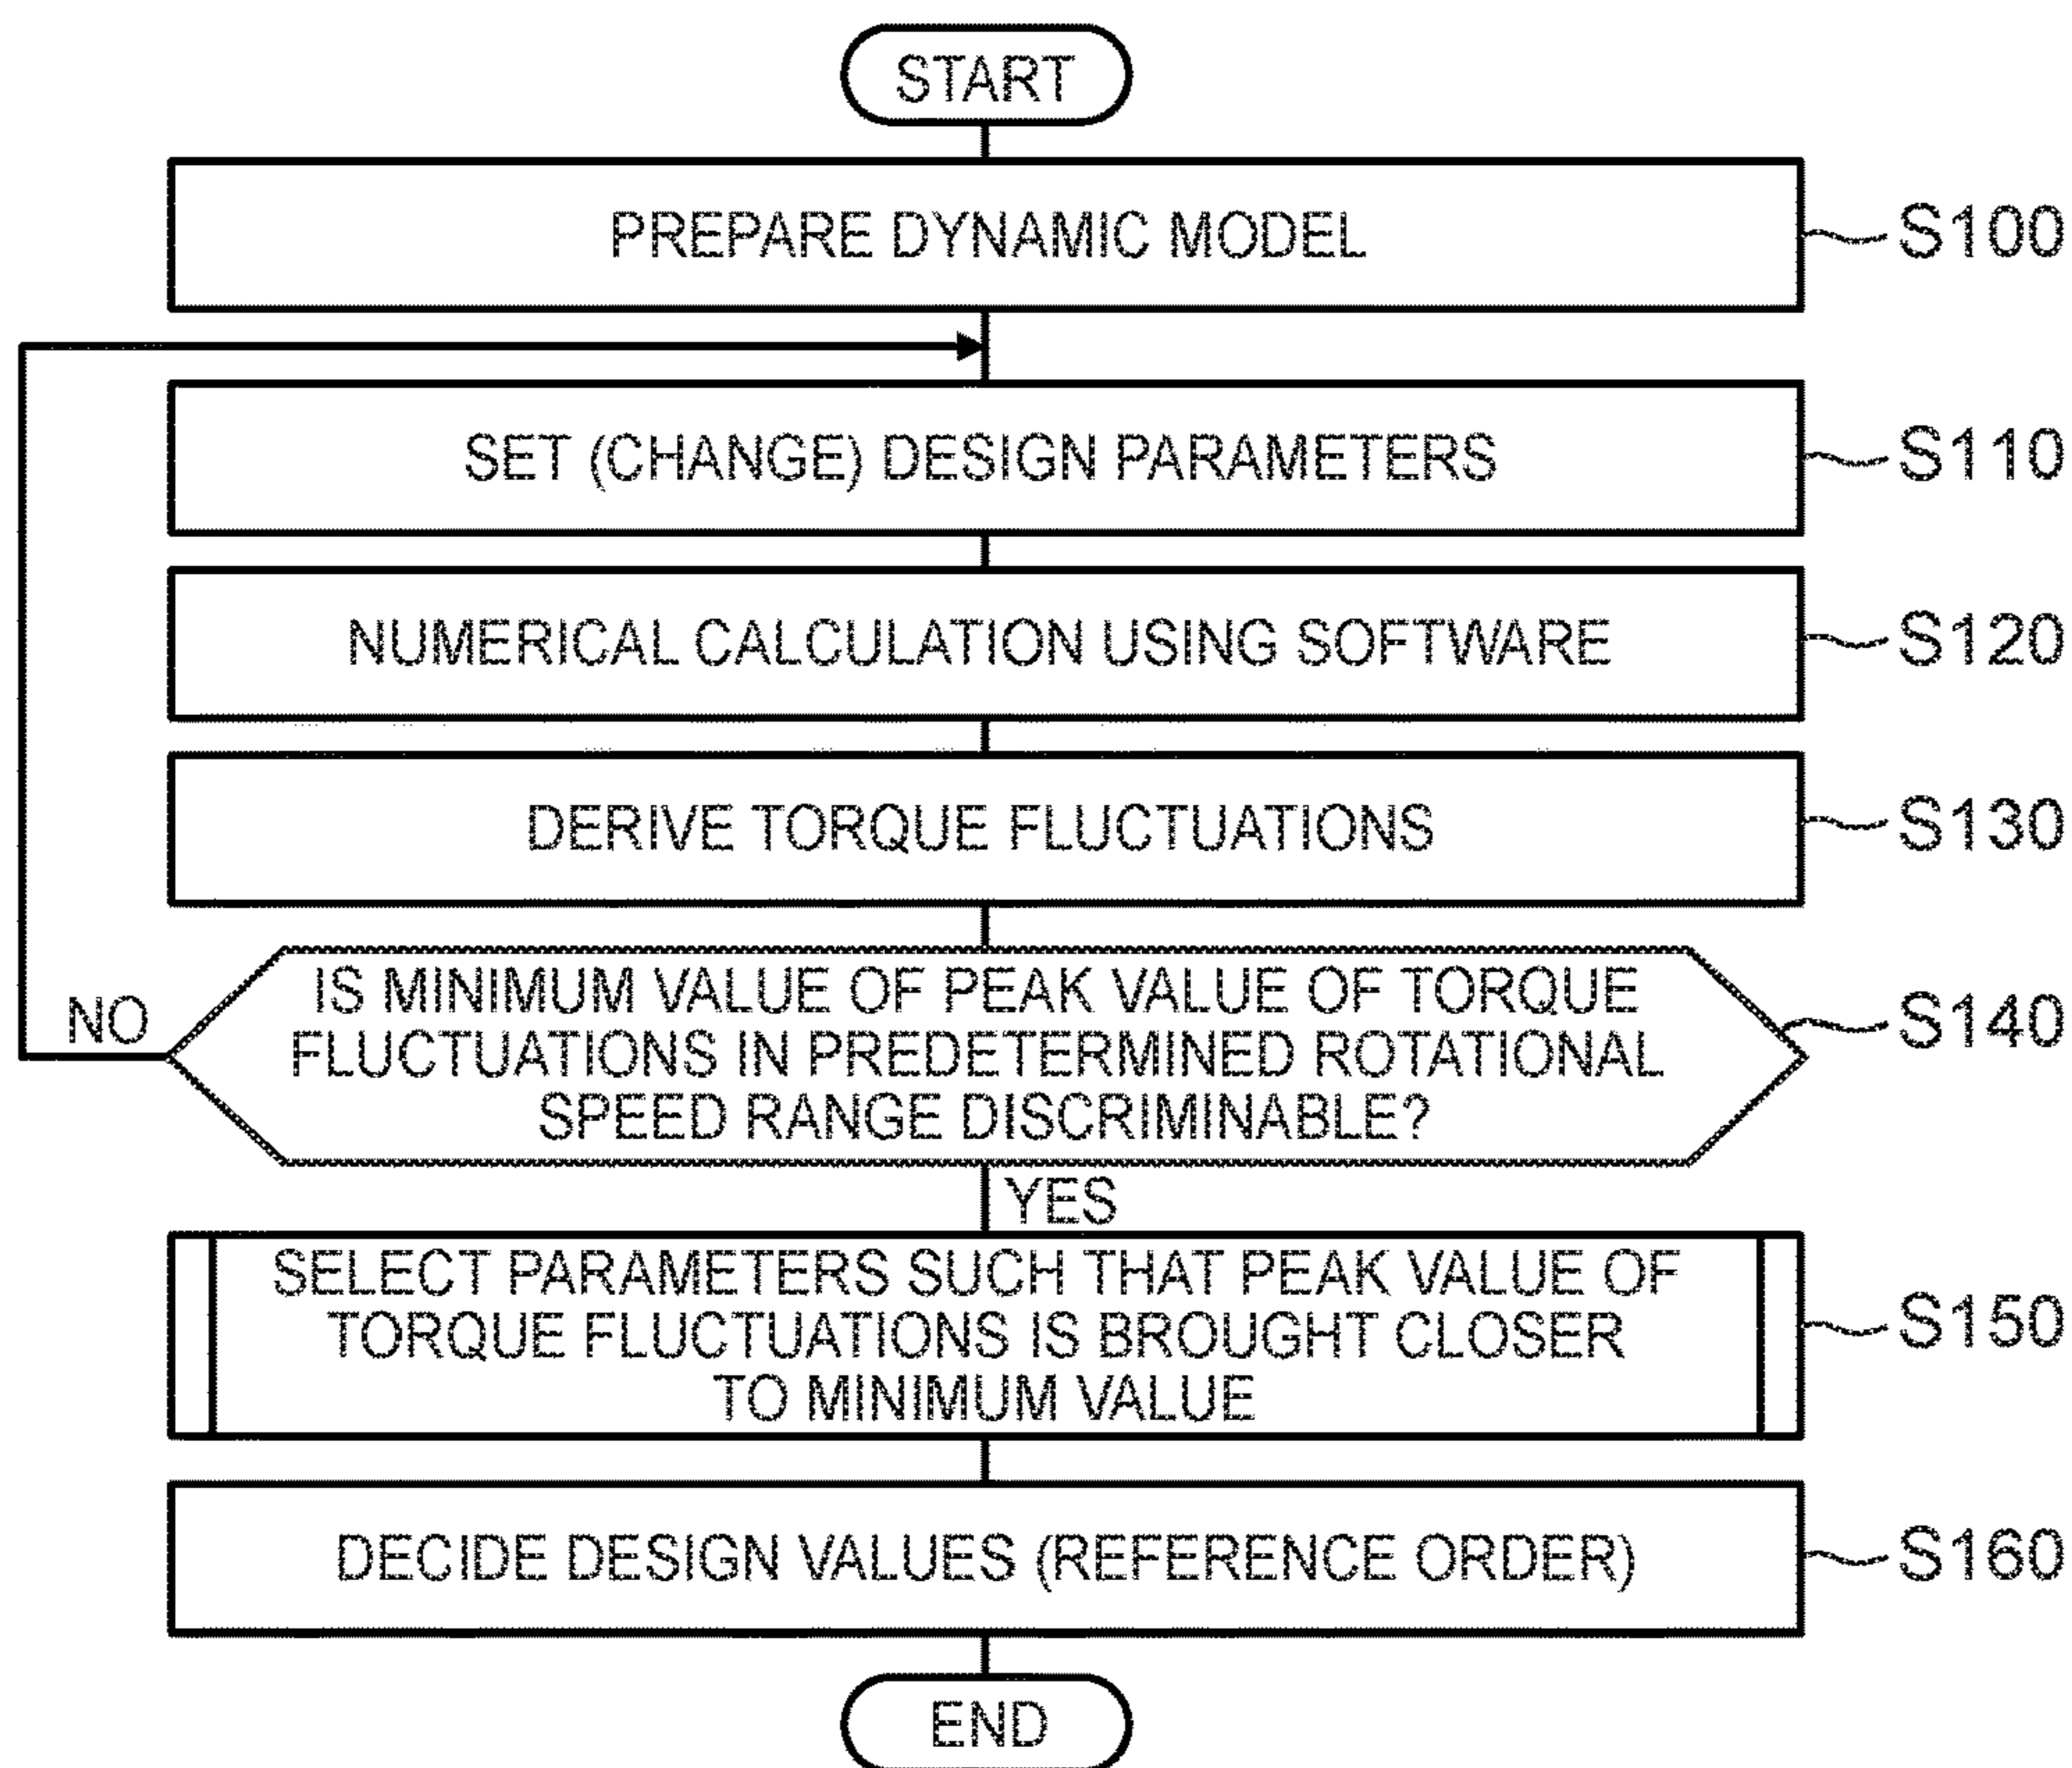 START
PREPARE DYNAMIC MODEL
S100
SET (CHANGE) DESIGN PARAMETERS
S110
NUMERICAL CALCULATION USING SOFTWARE
S120
DERIVE TORQUE FLUCTUATIONS
S130
IS MINIMUM VALUE OF PEAK VALUE OF TORQUE
FLUCTUATIONS IN PREDETERMINED ROTATIONAL
SPEED RANGE DISCRIMINABLE?
S140
NO
YES
SELECT PARAMETERS SUCH THAT PEAK VALUE OF
TORQUE FLUCTUATIONS IS BROUGHT CLOSER
TO MINIMUM VALUE
S150
DECIDE DESIGN VALUES (REFERENCE ORDER)
S160
END